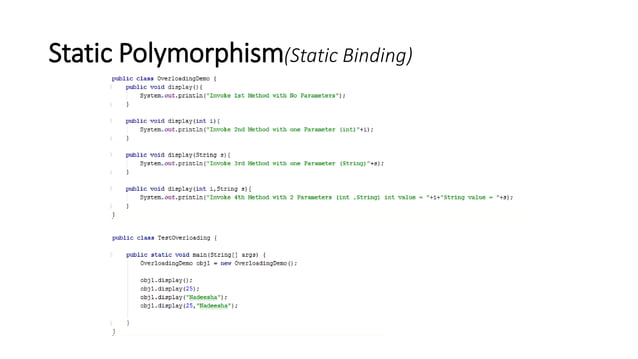 Static Polymorphism(Static Binding)
public class OverloadingDemo {
public void display(){
System.out.println("Invoke 1st Method with No Parameters");
}
public void display(int i){
System.out.println("Invoke 2nd Method with one Parameter (int)"+i);
}
public void display(String s){
System.out.println("Invoke 3rd Method with one Parameter (String)"+s);
}
public void display(int i,String s){
System.out.println("Invoke 4th Method with 2 Parameters (int ,String) int value = "+i+"String value = "+s);
}
}
public class TestOverloading {
public static void main(String[] args) {
OverloadingDemo obj1 = new OverloadingDemo();
obj1.display();
obj1.display(25);
obj1.display("Nadeesha");
obj1.display(25,"Nadeesha");
}
}